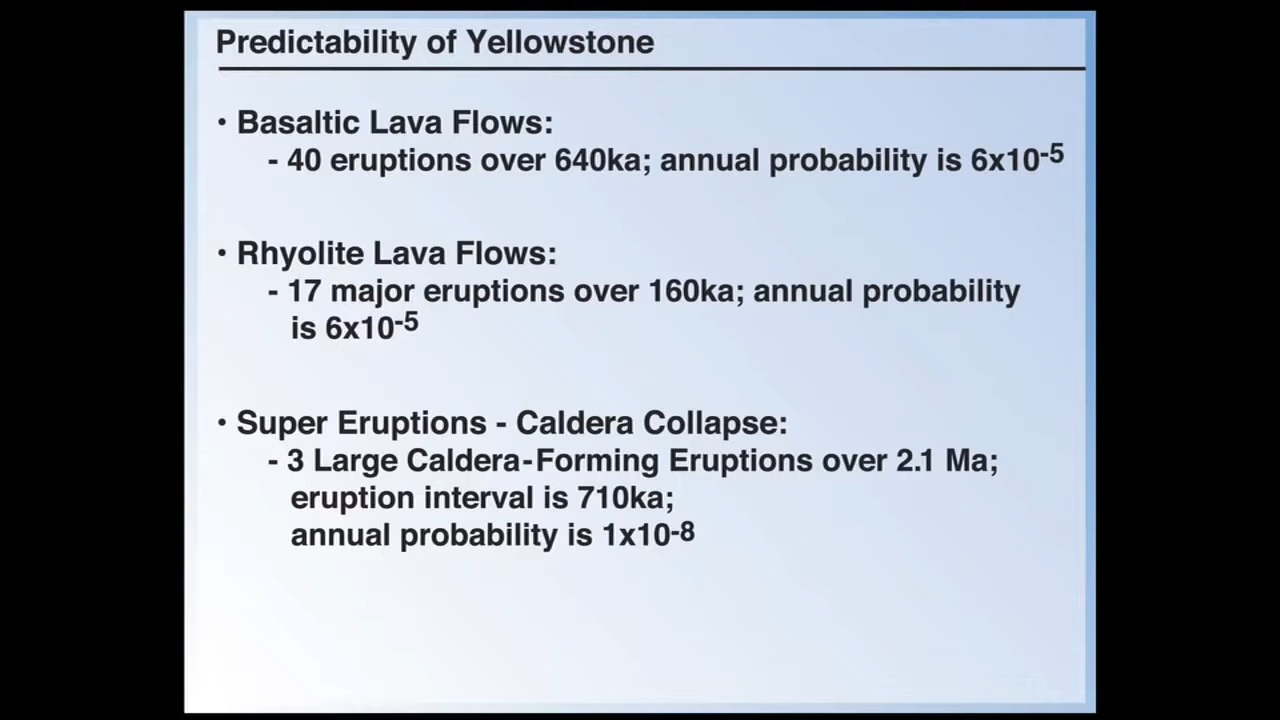 Predictability of Yellowstone
• Basaltic Lava Flows:
- 40 eruptions over 640ka; annual probability is 6x10⁻⁵
• Rhyolite Lava Flows:
- 17 major eruptions over 160ka; annual probability
is 6x10⁻⁵
• Super Eruptions - Caldera Collapse:
- 3 Large Caldera-Forming Eruptions over 2.1 Ma;
eruption interval is 710ka;
annual probability is 1x10⁻⁸